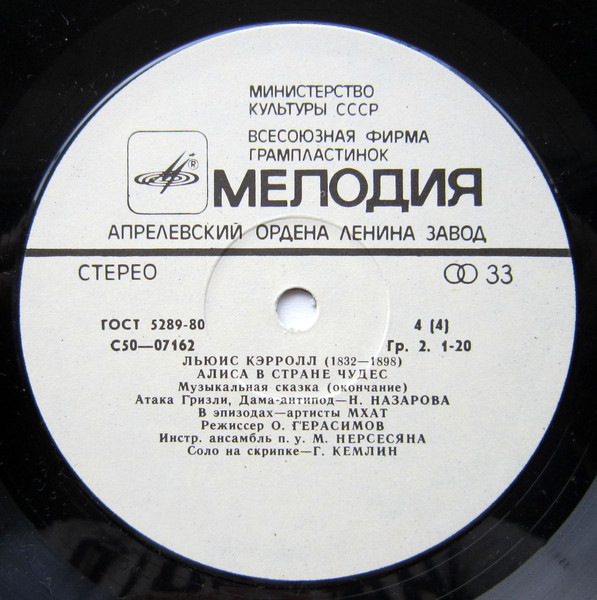 МИНИСТЕРСТВО
КУЛЬТУРЫ СССР
ВСЕСОЮЗНАЯ ФИРМА
ГРАМПЛАСТИНОК
® МЕЛОДИЯ
АПРЕЛЕВСКИЙ ОРДЕНА ЛЕНИНА ЗАВОД
СТЕРЕО 33
ГОСТ 5289-80 4 (4)
С50—07162 Гр. 2. 1-20
ЛЬЮИС КЭРРОЛЛ (1832—1898)
АЛИСА В СТРАНЕ ЧУДЕС
Музыкальная сказка (окончание)
Атака Гризли, Дама-антипод—Н. НАЗАРОВА
В эпизодах—артисты МХАТ
Режиссер О. ГЕРАСИМОВ
Инстр. ансамбль п. у. М. НЕРСЕСЯНА
Соло на скрипке—Г. КЕМЛИН